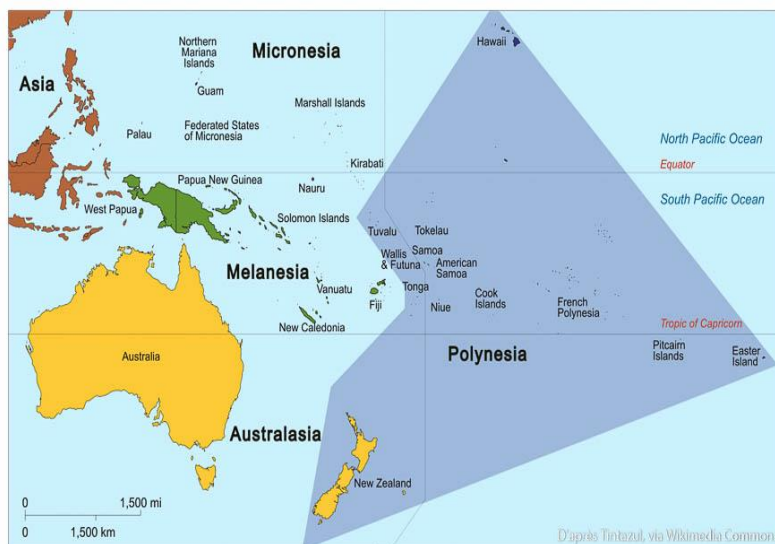 Northern
Mariana
Islands
Micronesia
Hawaii
Asia
Guam
Marshall Islands
Palau
Federated States
of Micronesia
North Pacific Ocean
Kirabati
Equator
Papua New Guinea
Nauru
South Pacific Ocean
West Papua
Solomon Islands
Tuvalu
Tokelau
Wallis
& Futuna
Samoa
American
Samoa
Melanesia
Vanuatu
Fiji
Tonga
Niue
Cook
Islands
French
Polynesia
New Caledonia
Tropic of Capricorn
Australia
Polynesia
Pitcairn
Islands
Easter
Island
Australasia
New Zealand
0
1,500 mi
0
1,500 km
D'après Tintazul, via Wikimedia Common